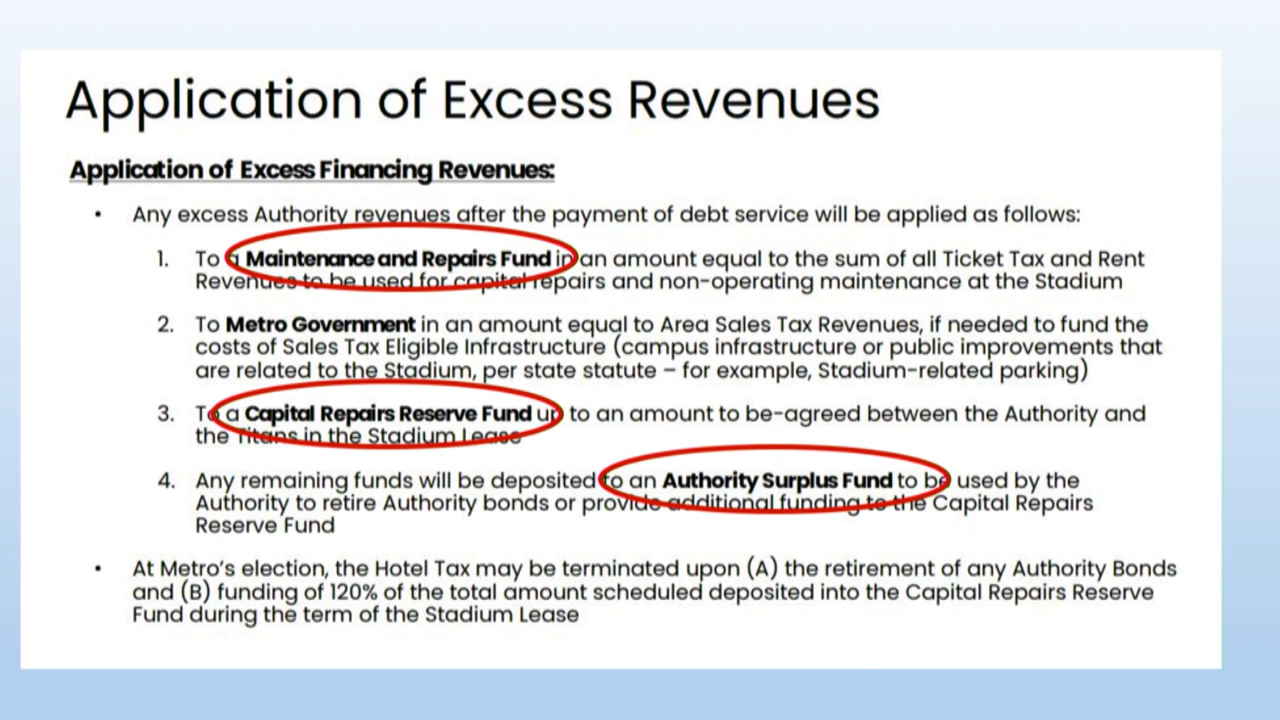 Application of Excess Revenues
Application of Excess Financing Revenues:
• Any excess Authority revenues after the payment of debt service will be applied as follows:
1. To a Maintenance and Repairs Fund in an amount equal to the sum of all Ticket Tax and Rent
Revenues to be used for capital repairs and non-operating maintenance at the Stadium
2. To Metro Government in an amount equal to Area Sales Tax Revenues, if needed to fund the
costs of Sales Tax Eligible Infrastructure (campus infrastructure or public improvements that
are related to the Stadium, per state statute – for example, Stadium-related parking)
3. To a Capital Repairs Reserve Fund up to an amount to be-agreed between the Authority and
the Titans in the Stadium Lease
4. Any remaining funds will be deposited to an Authority Surplus Fund to be used by the
Authority to retire Authority bonds or provide additional funding to the Capital Repairs
Reserve Fund
• At Metro's election, the Hotel Tax may be terminated upon (A) the retirement of any Authority Bonds
and (B) funding of 120% of the total amount scheduled deposited into the Capital Repairs Reserve
Fund during the term of the Stadium Lease